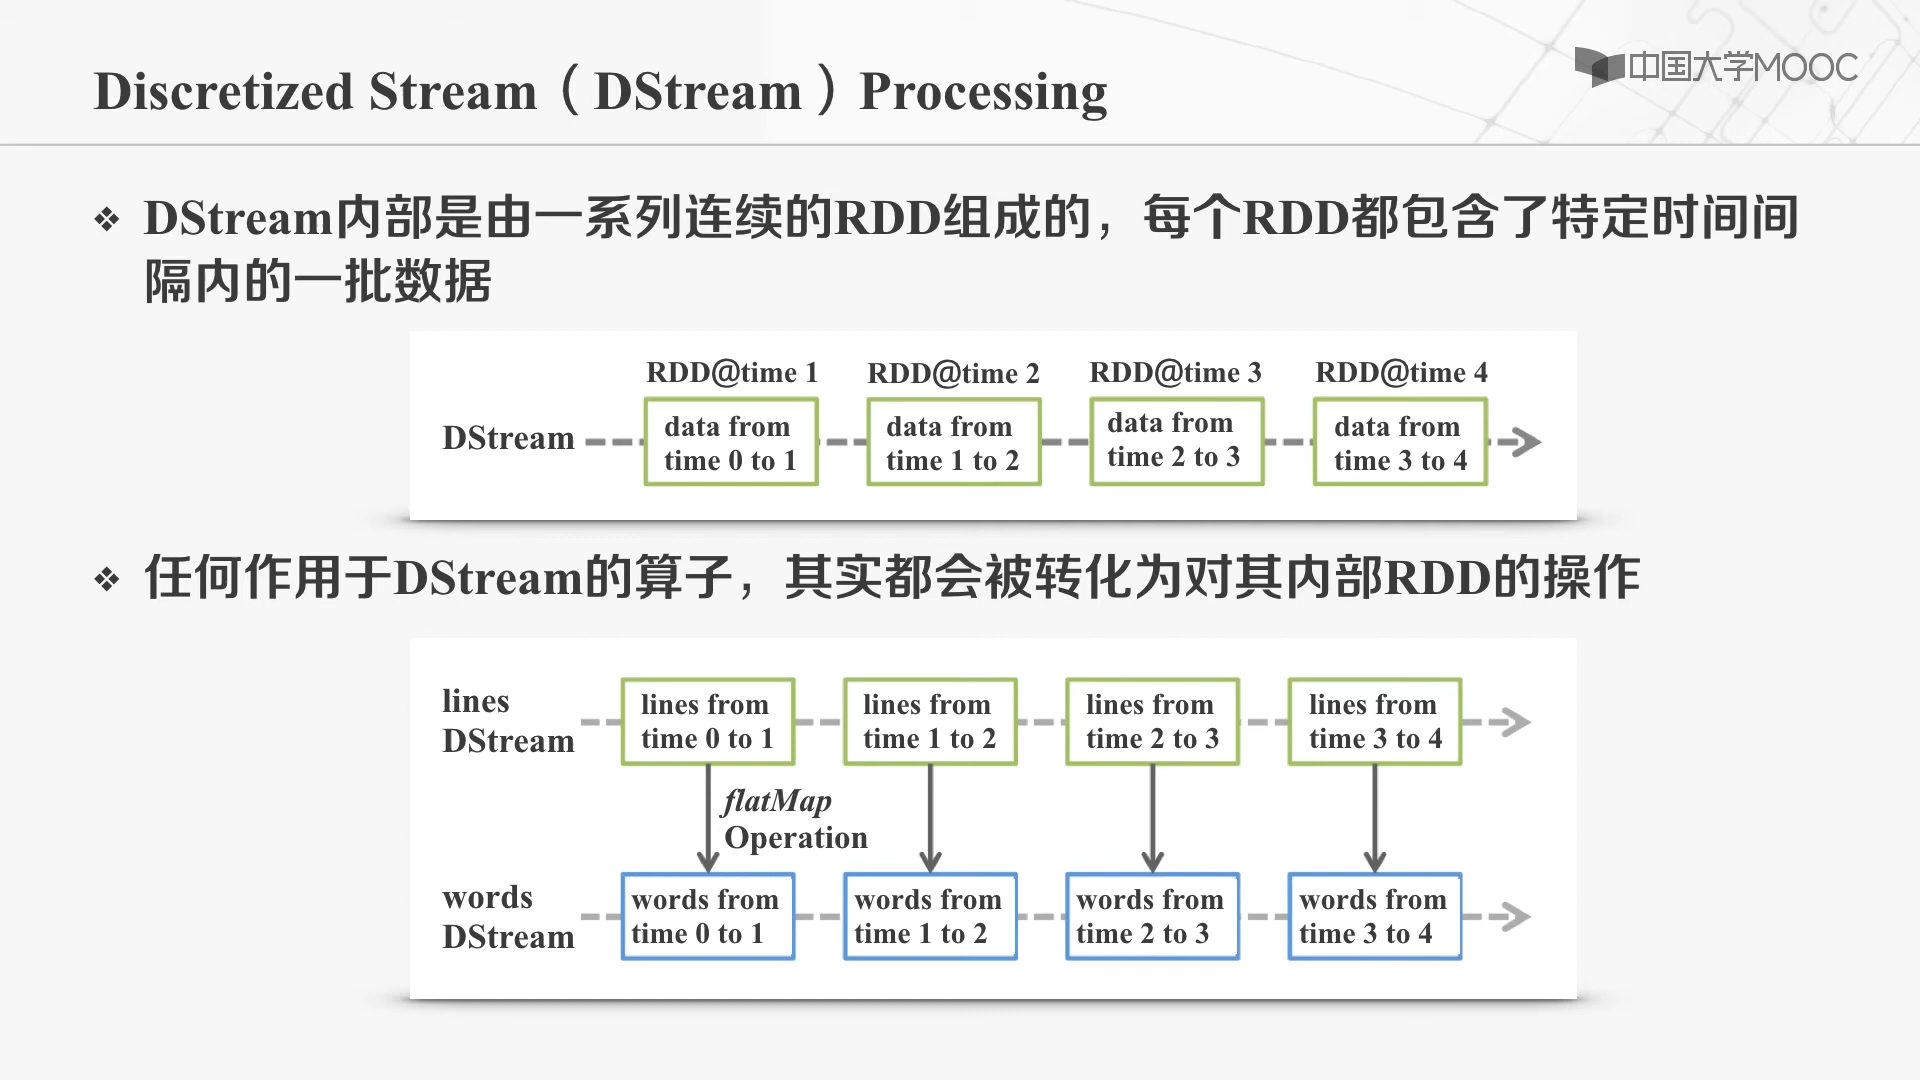 Discretized Stream（DStream）Processing
中国大学MOOC
❖ DStream内部是由一系列连续的RDD组成的，每个RDD都包含了特定时间间
隔内的一批数据
RDD@time 1 RDD@time 2 RDD@time 3 RDD@time 4
DStream
data from
time 0 to 1
data from
time 1 to 2
data from
time 2 to 3
data from
time 3 to 4
❖ 任何作用于DStream的算子，其实都会被转化为对其内部RDD的操作
lines
DStream
lines from
time 0 to 1
lines from
time 1 to 2
lines from
time 2 to 3
lines from
time 3 to 4
flatMap
Operation
words
DStream
words from
time 0 to 1
words from
time 1 to 2
words from
time 2 to 3
words from
time 3 to 4